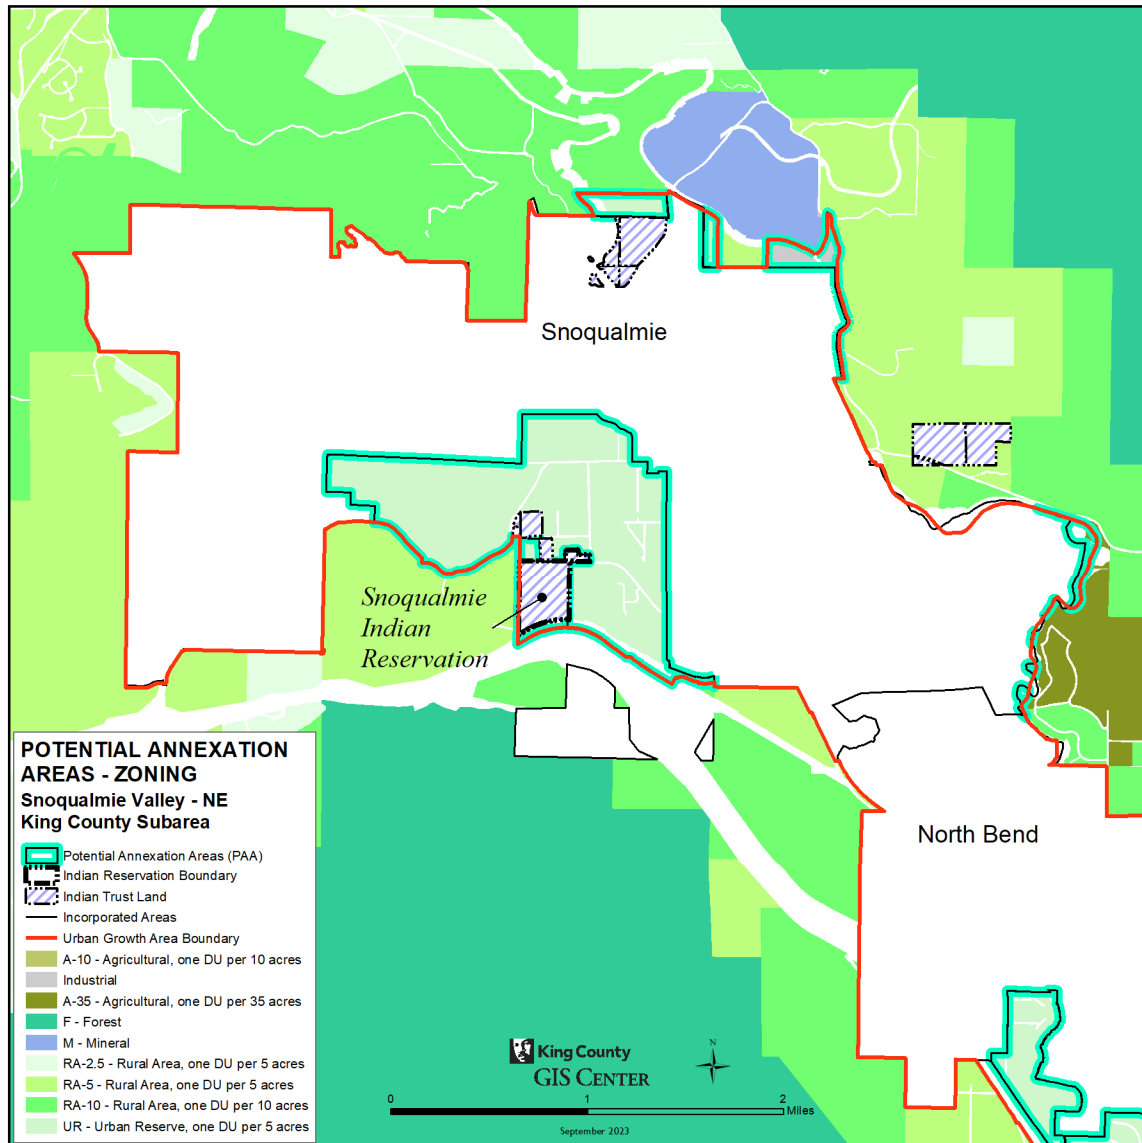 Snoqualmie
Snoqualmie
Indian
Reservation
North Bend
POTENTIAL ANNEXATION
AREAS - ZONING
Snoqualmie Valley - NE
King County Subarea
Potential Annexation Areas (PAA)
Indian Reservation Boundary
Indian Trust Land
Incorporated Areas
Urban Growth Area Boundary
A-10 - Agricultural, one DU per 10 acres
Industrial
A-35 - Agricultural, one DU per 35 acres
F - Forest
M - Mineral
RA-2.5 - Rural Area, one DU per 5 acres
RA-5 - Rural Area, one DU per 5 acres
RA-10 - Rural Area, one DU per 10 acres
UR - Urban Reserve, one DU per 5 acres
King County
GIS CENTER
N
0 1 2
Miles
September 2023